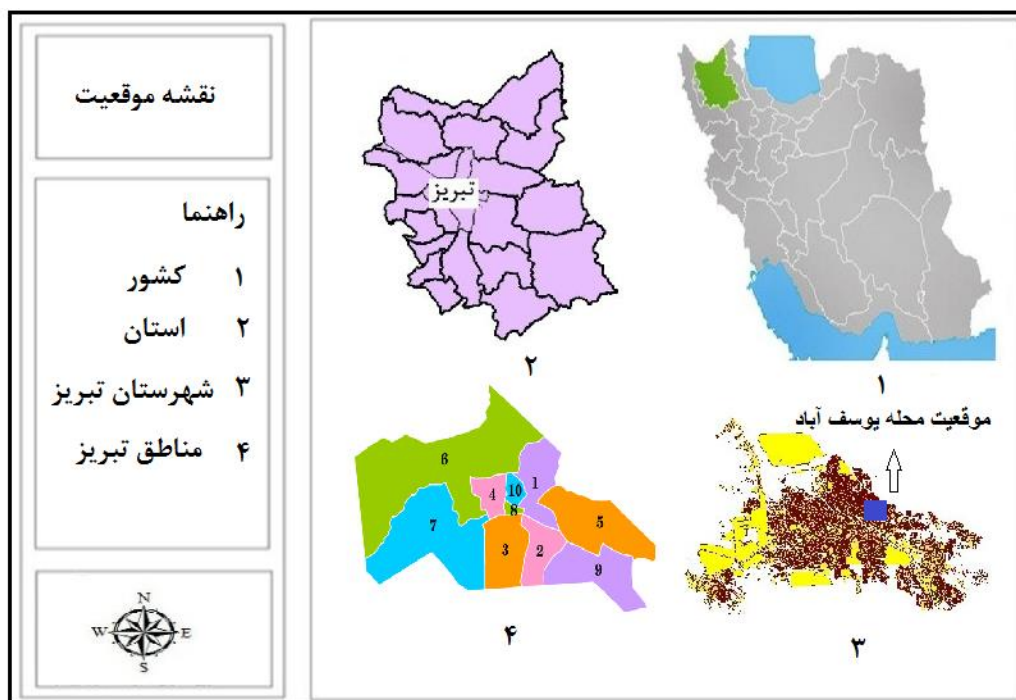 نقشه موقعیت
راهنما
۱ کشور
۲ استان
۳ شهرستان تبریز
۴ مناطق تبریز
N
W E
S
تبریز
۲
۱
موقعیت محله یوسف آباد
۳
6
4
10
1
8
7
5
3
2
9
۴